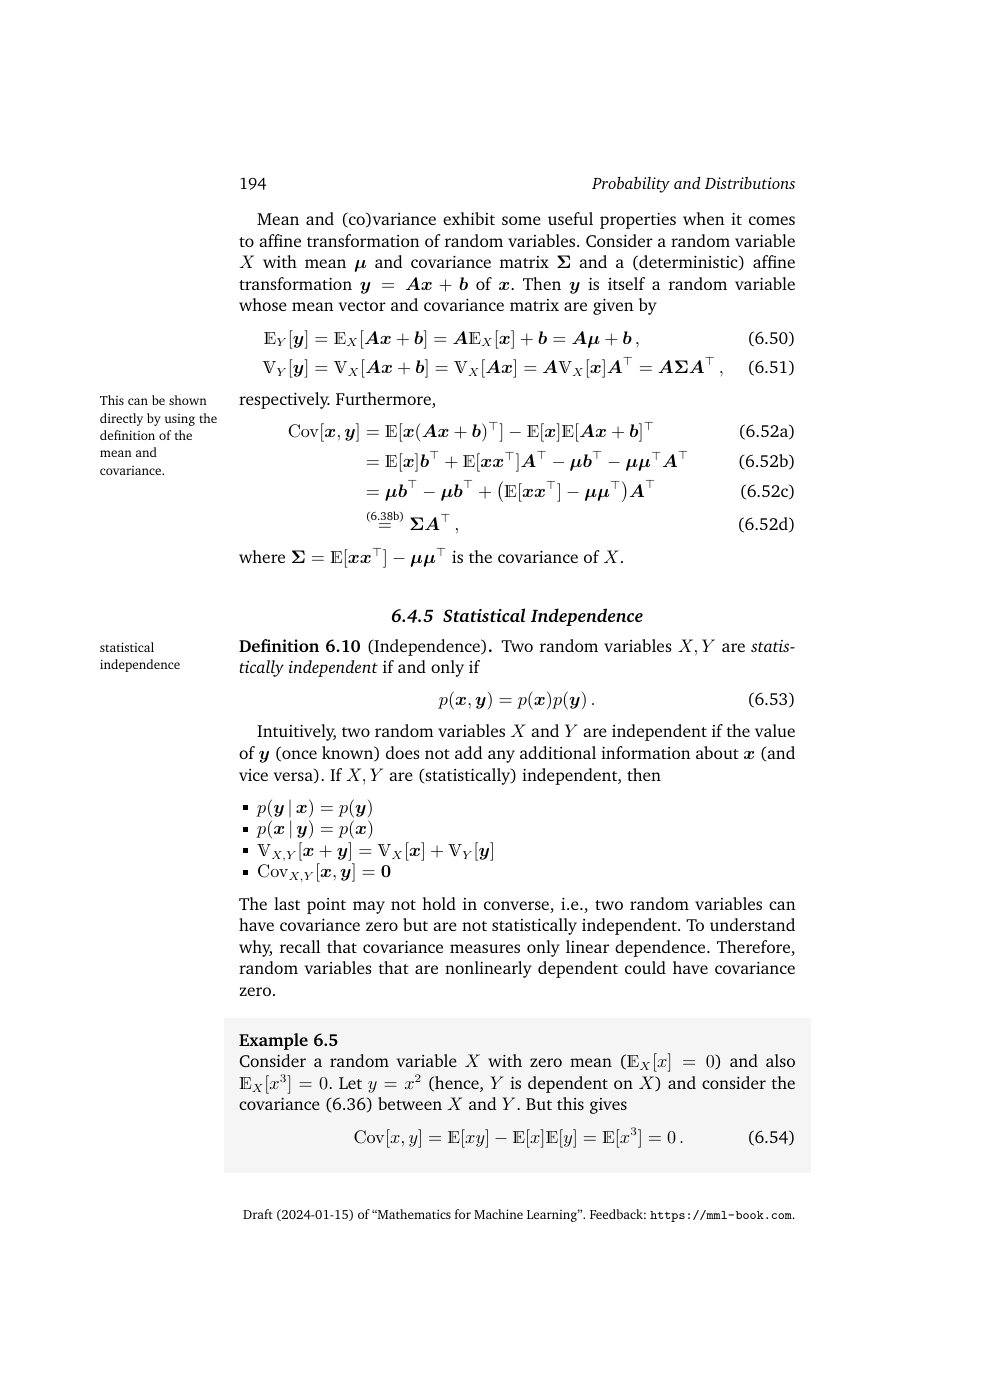 194 Probability and Distributions
Mean and (co)variance exhibit some useful properties when it comes
to affine transformation of random variables. Consider a random variable
X with mean μ and covariance matrix Σ and a (deterministic) affine
transformation y = Ax + b of x. Then y is itself a random variable
whose mean vector and covariance matrix are given by
𝔼_Y[y] = 𝔼_X[Ax + b] = A𝔼_X[x] + b = Aμ + b , (6.50)
𝕍_Y[y] = 𝕍_X[Ax + b] = 𝕍_X[Ax] = A𝕍_X[x]A^⊤ = AΣA^⊤ , (6.51)
This can be shown
directly by using the
definition of the
mean and
covariance.
respectively. Furthermore,
Cov[x, y] = 𝔼[x(Ax + b)^⊤] − 𝔼[x]𝔼[Ax + b]^⊤ (6.52a)
= 𝔼[x]b^⊤ + 𝔼[xx^⊤]A^⊤ − μb^⊤ − μμ^⊤A^⊤ (6.52b)
= μb^⊤ − μb^⊤ + (𝔼[xx^⊤] − μμ^⊤)A^⊤ (6.52c)
(6.38b)
= ΣA^⊤ , (6.52d)
where Σ = 𝔼[xx^⊤] − μμ^⊤ is the covariance of X.
6.4.5 Statistical Independence
statistical
independence
Definition 6.10 (Independence). Two random variables X, Y are statis-
tically independent if and only if
p(x, y) = p(x)p(y) . (6.53)
Intuitively, two random variables X and Y are independent if the value
of y (once known) does not add any additional information about x (and
vice versa). If X, Y are (statistically) independent, then
▪ p(y | x) = p(y)
▪ p(x | y) = p(x)
▪ 𝕍_{X,Y}[x + y] = 𝕍_X[x] + 𝕍_Y[y]
▪ Cov_{X,Y}[x, y] = 0
The last point may not hold in converse, i.e., two random variables can
have covariance zero but are not statistically independent. To understand
why, recall that covariance measures only linear dependence. Therefore,
random variables that are nonlinearly dependent could have covariance
zero.
Example 6.5
Consider a random variable X with zero mean (𝔼_X[x] = 0) and also
𝔼_X[x³] = 0. Let y = x² (hence, Y is dependent on X) and consider the
covariance (6.36) between X and Y. But this gives
Cov[x, y] = 𝔼[xy] − 𝔼[x]𝔼[y] = 𝔼[x³] = 0 . (6.54)
Draft (2024-01-15) of “Mathematics for Machine Learning”. Feedback: https://mml-book.com.